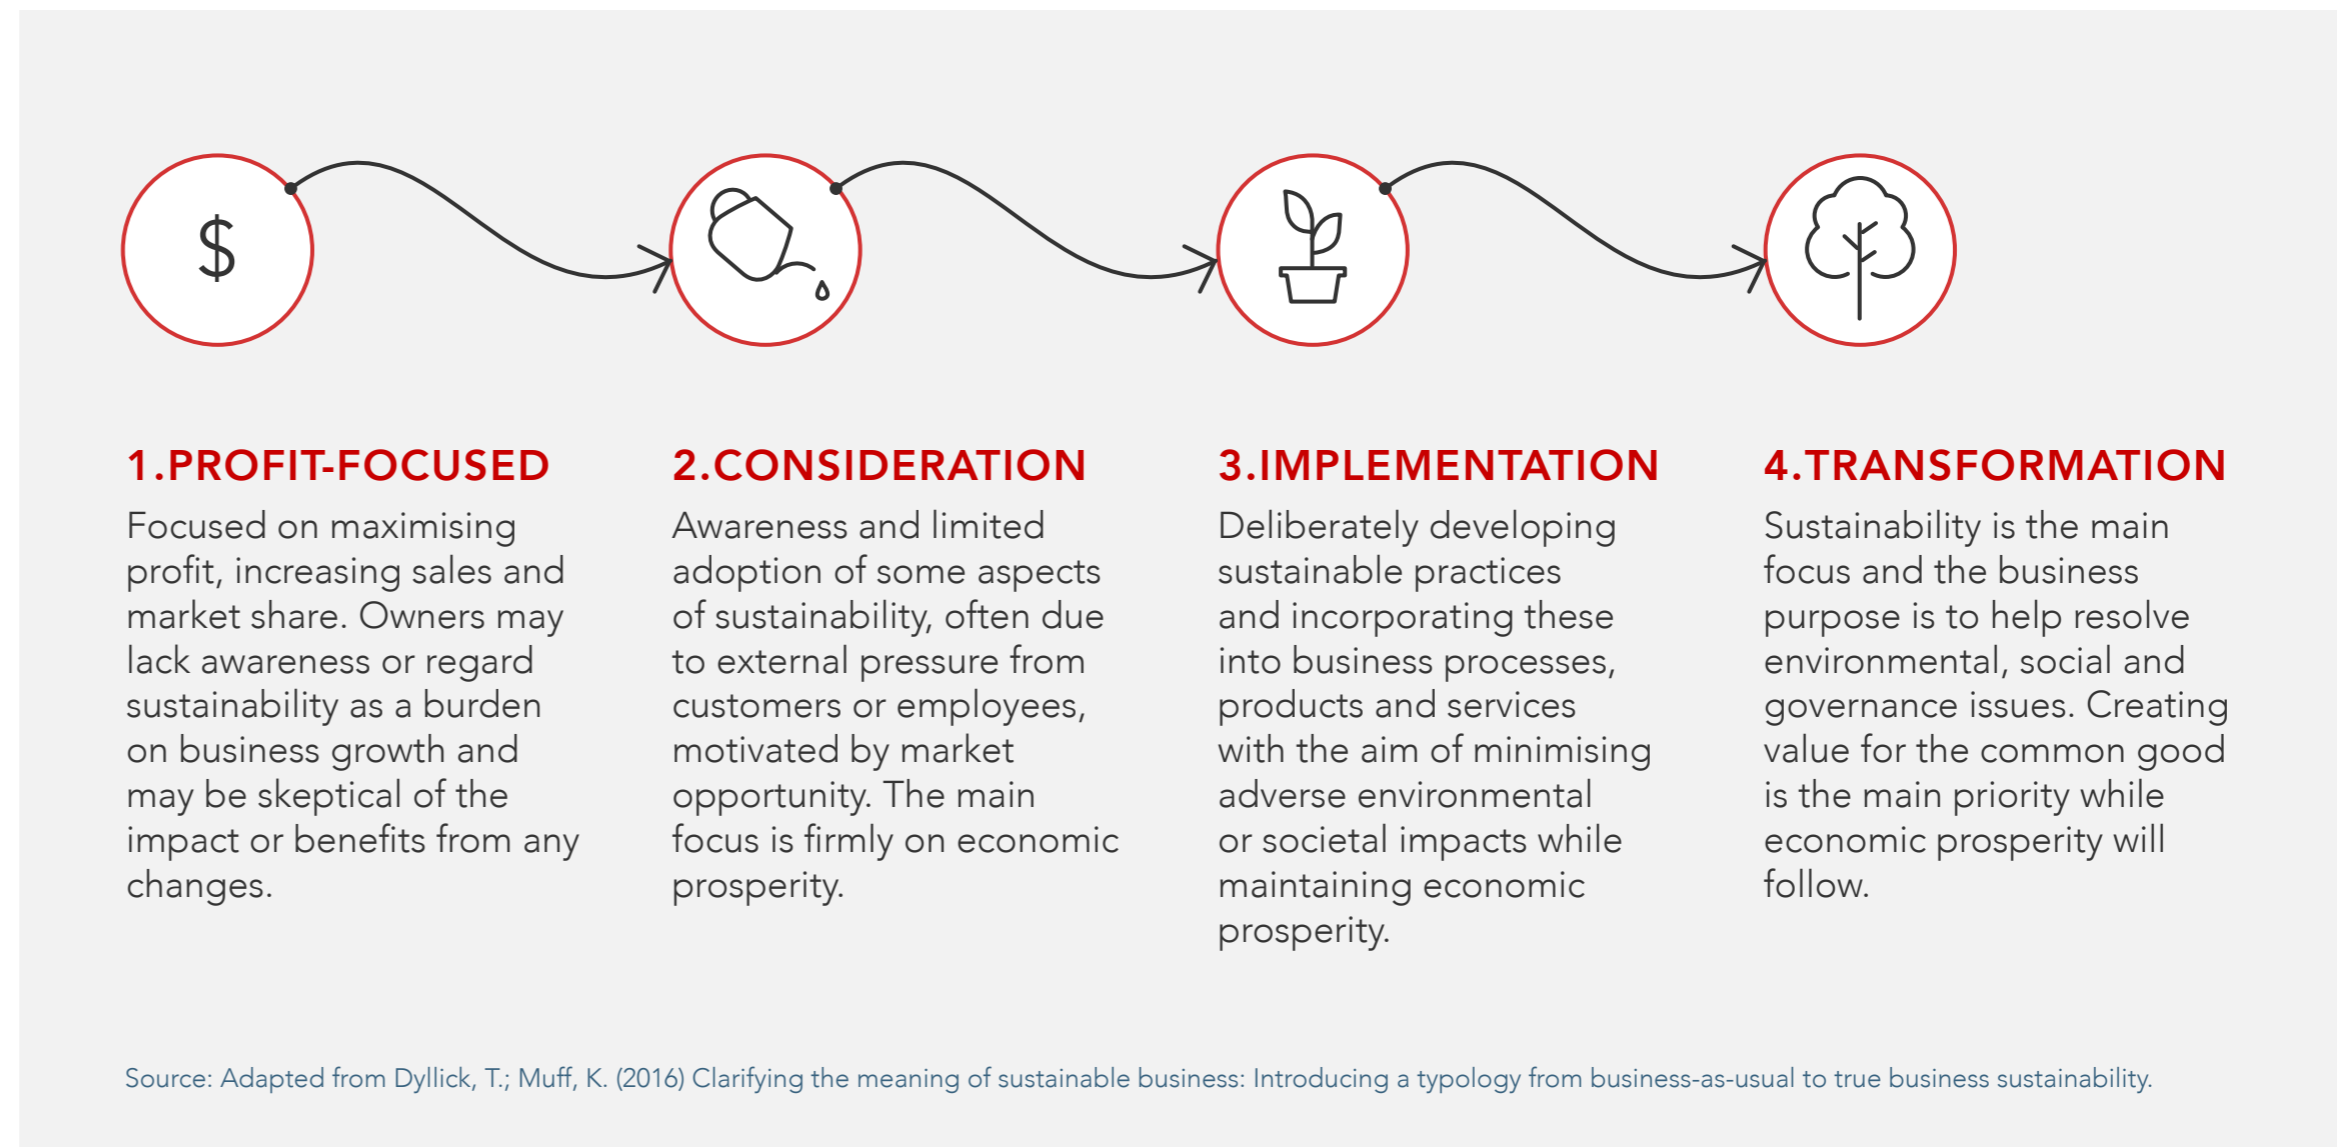 $
1.PROFIT-FOCUSED
Focused on maximising
profit, increasing sales and
market share. Owners may
lack awareness or regard
sustainability as a burden
on business growth and
may be skeptical of the
impact or benefits from any
changes.
2.CONSIDERATION
Awareness and limited
adoption of some aspects
of sustainability, often due
to external pressure from
customers or employees,
motivated by market
opportunity. The main
focus is firmly on economic
prosperity.
3.IMPLEMENTATION
Deliberately developing
sustainable practices
and incorporating these
into business processes,
products and services
with the aim of minimising
adverse environmental
or societal impacts while
maintaining economic
prosperity.
4.TRANSFORMATION
Sustainability is the main
focus and the business
purpose is to help resolve
environmental, social and
governance issues. Creating
value for the common good
is the main priority while
economic prosperity will
follow.
Source: Adapted from Dyllick, T.; Muff, K. (2016) Clarifying the meaning of sustainable business: Introducing a typology from business-as-usual to true business sustainability.